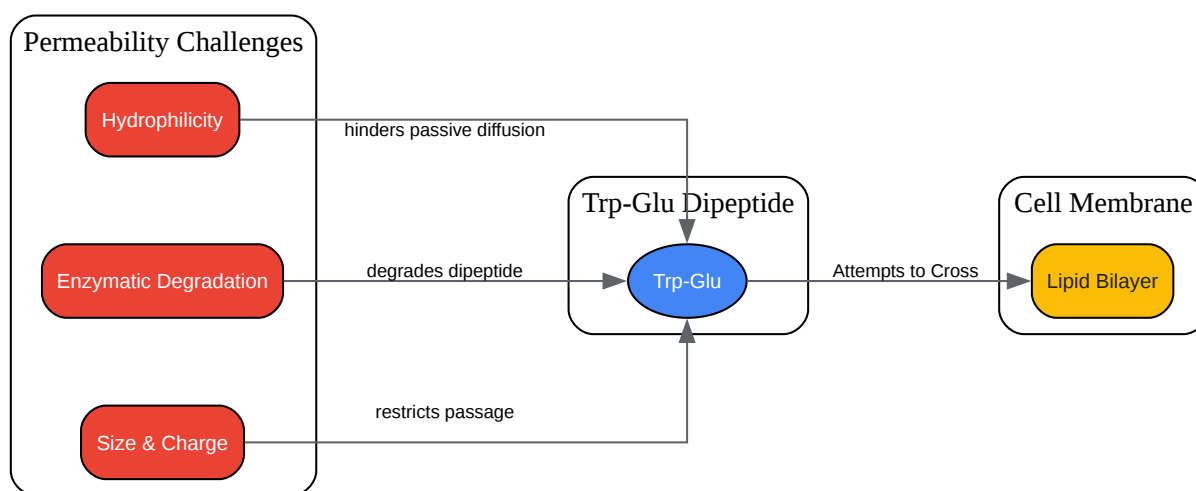 Permeability Challenges
Hydrophilicity
hinders passive diffusion
Trp-Glu Dipeptide
Cell Membrane
Enzymatic Degradation
degrades dipeptide
Trp-Glu
Attempts to Cross
Lipid Bilayer
Size & Charge
restricts passage